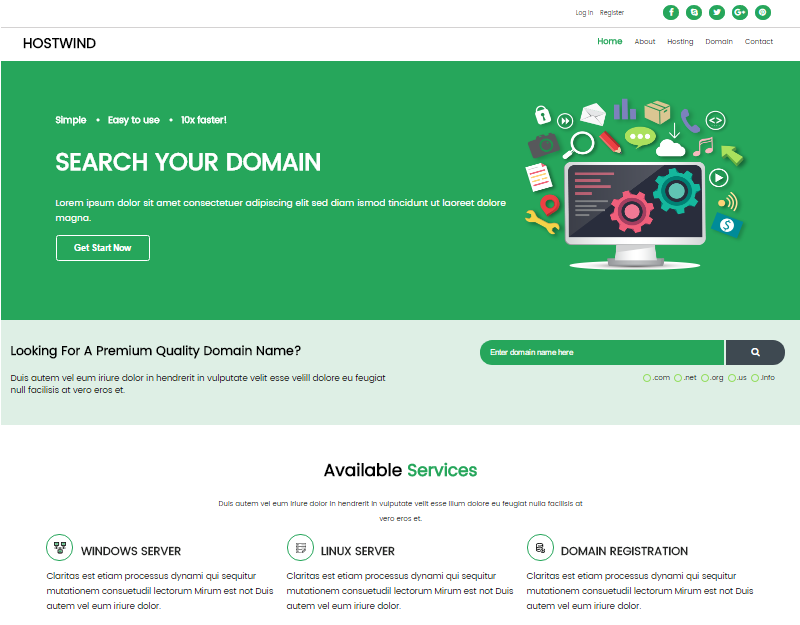 Log In Register
HOSTWIND
Home About Hosting Domain Contact
Simple • Easy to use • 10x faster!
SEARCH YOUR DOMAIN
Lorem ipsum dolor sit amet consectetuer adipiscing elit sed diam ismod tincidunt ut laoreet dolore
magna.
Get Start Now
Looking For A Premium Quality Domain Name?
Enter domain name here
Duis autem vel eum iriure dolor in hendrerit in vulputate velit esse velill dolore eu feugiat
null facilisis at vero eros et.
.com .net .org .us .Info
Available Services
Duis autem vel eum iriure dolor in hendrerit in vulputate velit esse illum dolore eu feugiat nulla facilisis at
vero eros et.
WINDOWS SERVER
Claritas est etiam processus dynami qui sequitur
mutationem consuetudil lectorum Mirum est not Duis
autem vel eum iriure dolor.
LINUX SERVER
Claritas est etiam processus dynami qui sequitur
mutationem consuetudil lectorum Mirum est not Duis
autem vel eum iriure dolor.
DOMAIN REGISTRATION
Claritas est etiam processus dynami qui sequitur
mutationem consuetudil lectorum Mirum est not Duis
autem vel eum iriure dolor.